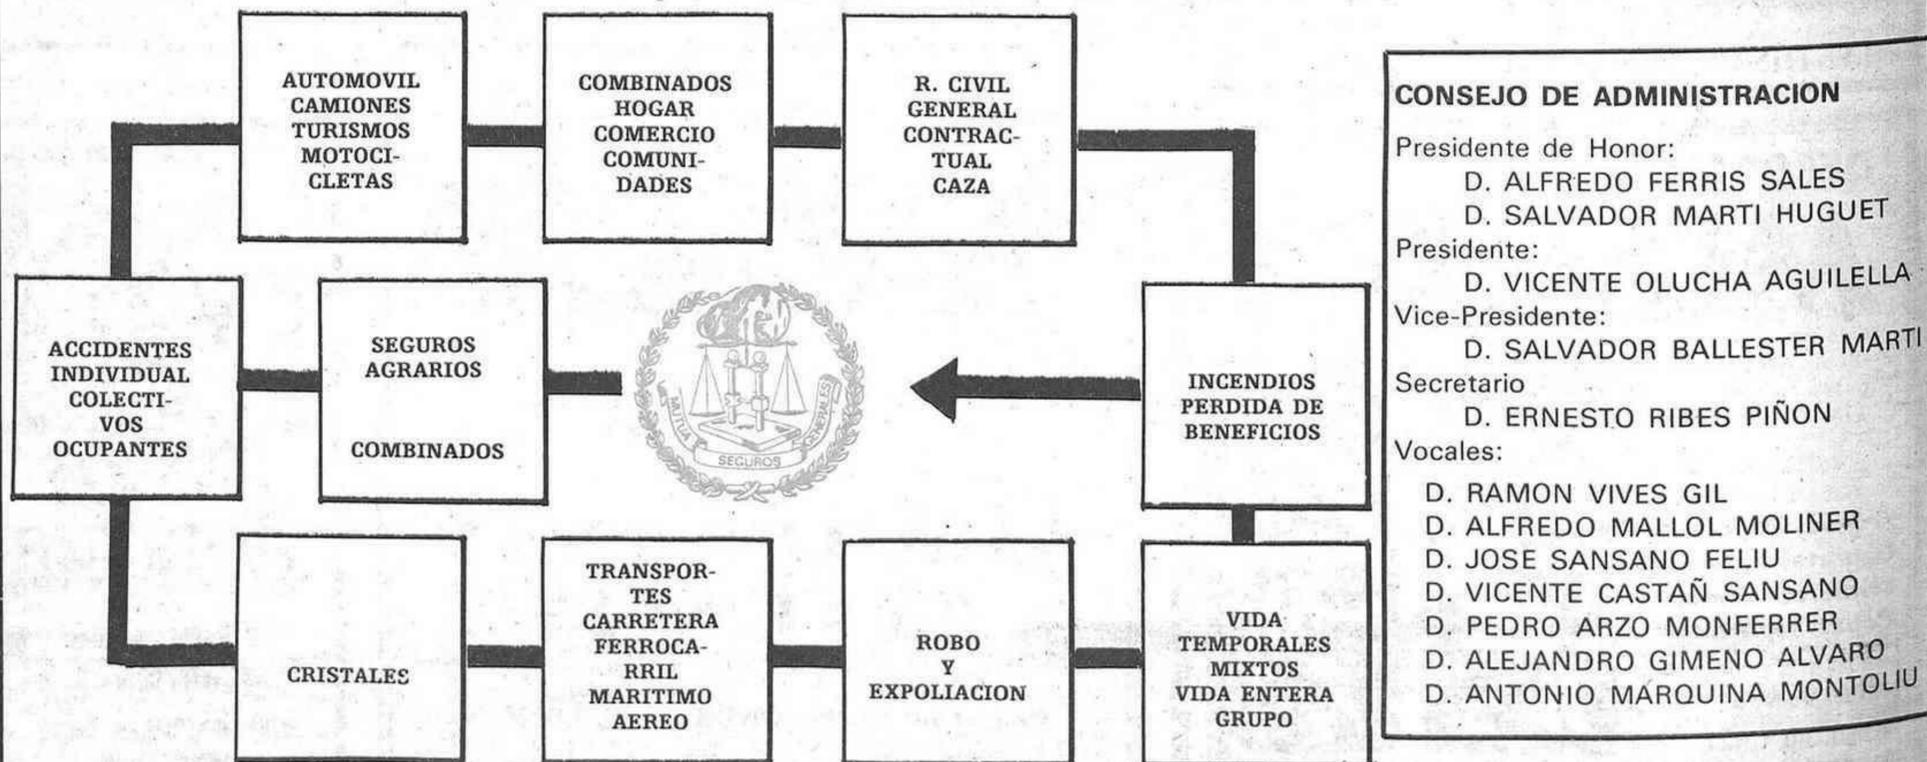 AUTOMOVIL
CAMIONES
TURISMOS
MOTOCI-
CLETAS
COMBINADOS
HOGAR
COMERCIO
COMUNI-
DADES
R. CIVIL
GENERAL
CONTRAC-
TUAL
CAZA
ACCIDENTES
INDIVIDUAL
COLECTI-
VOS
OCUPANTES
SEGUROS
AGRARIOS
COMBINADOS
MUTUA
SEGUROS
GENERALES
INCENDIOS
PERDIDA DE
BENEFICIOS
CRISTALES
TRANSPOR-
TES
CARRETERA
FERROCA-
RRIL
MARITIMO
AEREO
ROBO
Y
EXPOLIACION
VIDA
TEMPORALES
MIXTOS
VIDA ENTERA
GRUPO
CONSEJO DE ADMINISTRACION
Presidente de Honor:
D. ALFREDO FERRIS SALES
D. SALVADOR MARTI HUGUET
Presidente:
D. VICENTE OLUCHA AGUILELLA
Vice-Presidente:
D. SALVADOR BALLESTER MARTI
Secretario
D. ERNESTO RIBES PIÑON
Vocales:
D. RAMON VIVES GIL
D. ALFREDO MALLOL MOLINER
D. JOSE SANSANO FELIU
D. VICENTE CASTAÑ SANSANO
D. PEDRO ARZO MONFERRER
D. ALEJANDRO GIMENO ALVARO
D. ANTONIO MARQUINA MONTOLIU